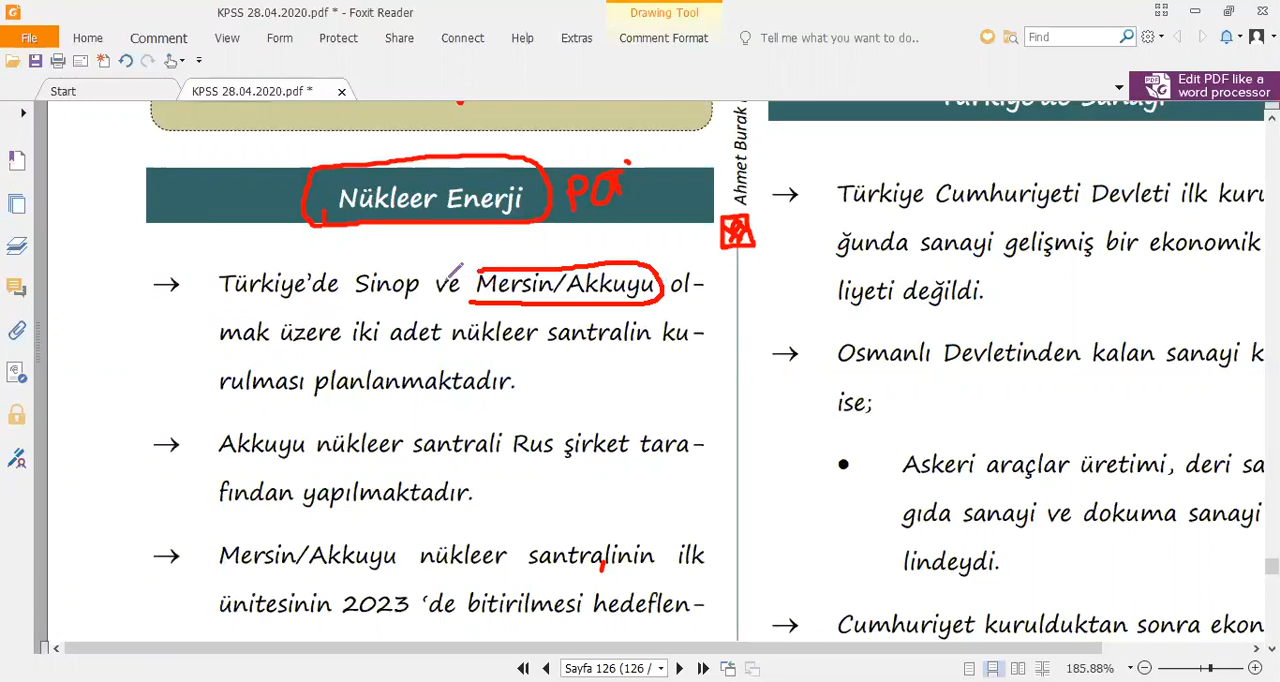 KPSS 28.04.2020.pdf * - Foxit Reader
Drawing Tool
File Home Comment View Form Protect Share Connect Help Extras Comment Format Tell me what you want to do.. Find
Start KPSS 28.04.2020.pdf *
Edit PDF like a
word processor
Nükleer Enerji
→ Türkiye'de Sinop ve Mersin/Akkuyu ol-
mak üzere iki adet nükleer santralin ku-
rulması planlanmaktadır.
→ Akkuyu nükleer santrali Rus şirket tara-
fından yapılmaktadır.
→ Mersin/Akkuyu nükleer santralinin ilk
ünitesinin 2023 'de bitirilmesi hedeflen-
Ahmet Burak
Türkiye'de Sanayi
→ Türkiye Cumhuriyeti Devleti ilk kuru
ğunda sanayi gelişmiş bir ekonomik
liyeti değildi.
→ Osmanlı Devletinden kalan sanayi k
ise;
● Askeri araçlar üretimi, deri sa
gıda sanayi ve dokuma sanayi
lindeydi.
→ Cumhuriyet kurulduktan sonra ekon
Sayfa 126 (126 /
185.88%